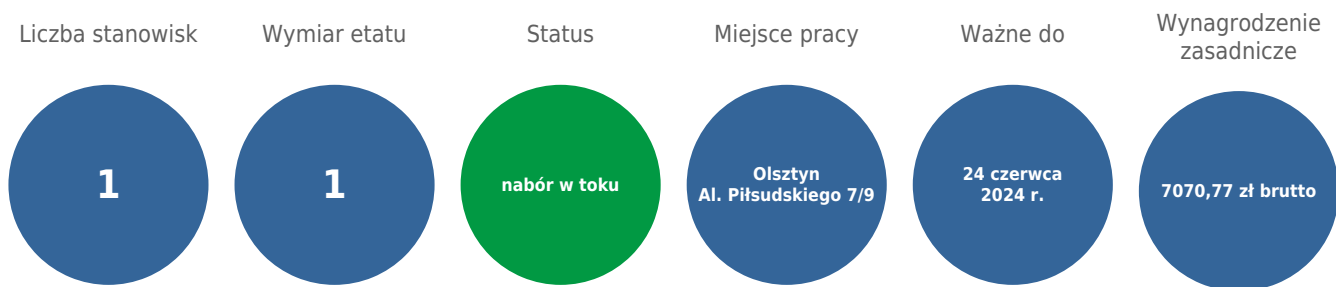 Liczba stanowisk
1
Wymiar etatu
1
Status
nabór w toku
Miejsce pracy
Olsztyn
Al. Piłsudskiego 7/9
Ważne do
24 czerwca
2024 r.
Wynagrodzenie
zasadnicze
7070,77 zł brutto